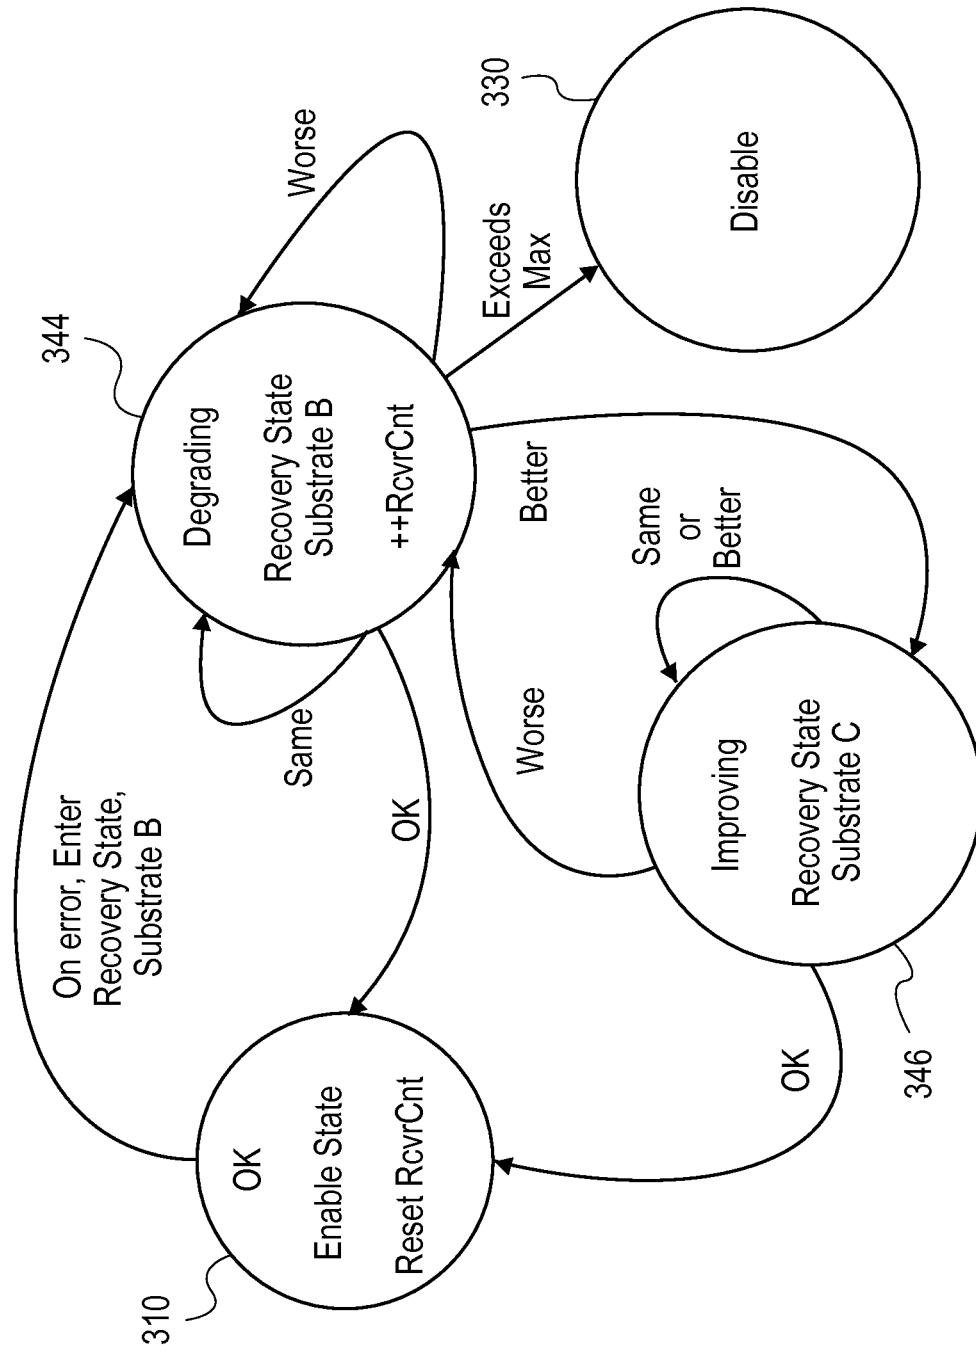 On error, Enter
Recovery State,
Substrate B
344
Degrading
Recovery State
Substrate B
++RcvrCnt
Worse
Same
310
OK
Enable State
Reset RcvrCnt
OK
Exceeds
Max
330
Disable
Worse
Better
Same
or
Better
Improving
Recovery State
Substrate C
346
OK